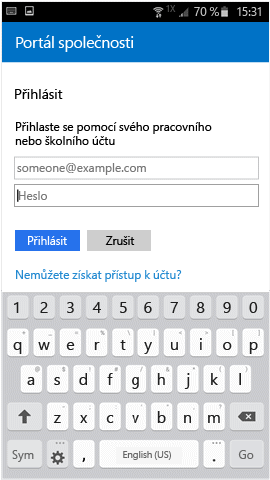 1X 70 % 15:31
Portál společnosti
Přihlásit
Přihlaste se pomocí svého pracovního
nebo školního účtu
someone@example.com
Heslo
Přihlásit Zrušit
Nemůžete získat přístup k účtu?
1 2 3 4 5 6 7 8 9 0
q w e r t y u i o p
a s d f g h j k l
z x c v b n m
Sym , English (US) . Go